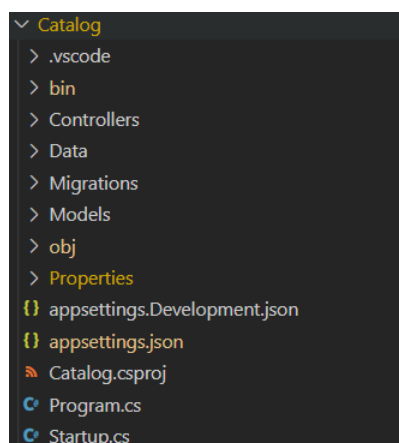 Catalog
.vscode
bin
Controllers
Data
Migrations
Models
obj
Properties
{} appsettings.Development.json
{} appsettings.json
Catalog.csproj
C# Program.cs
C# Startup.cs